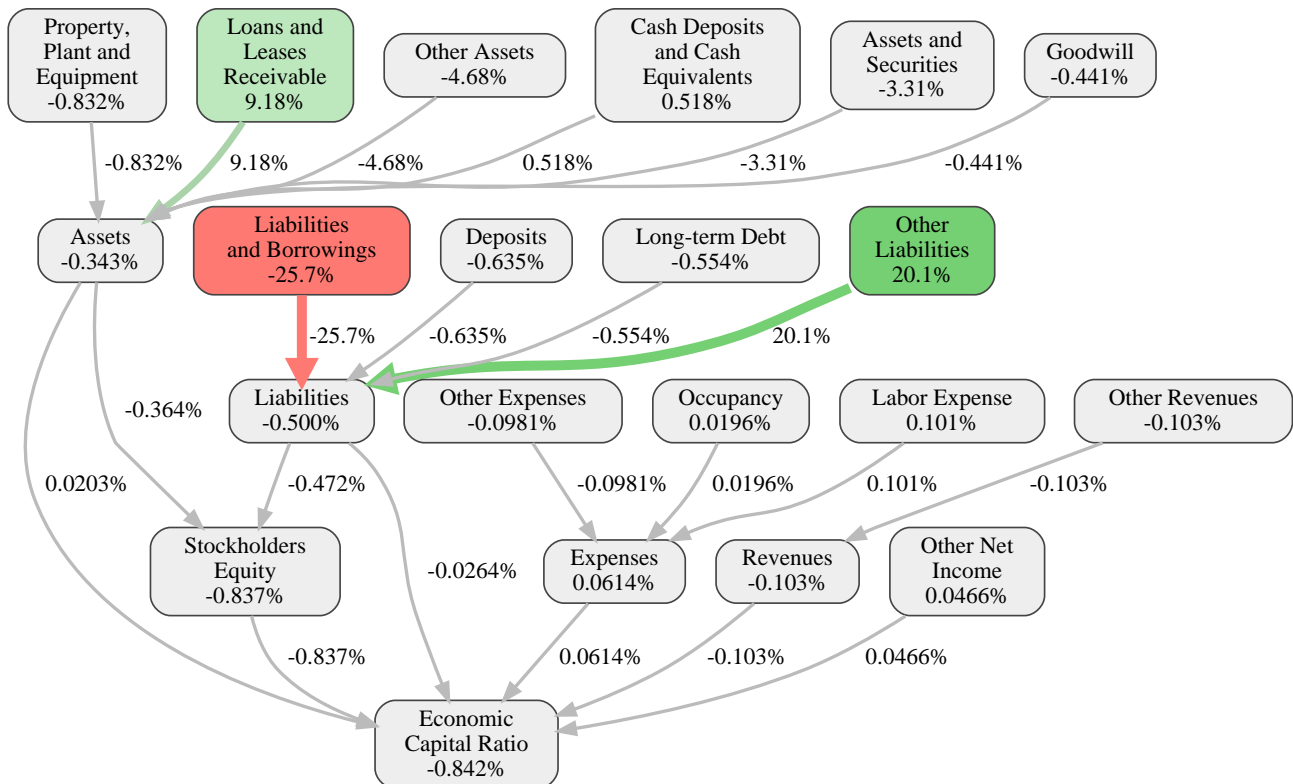 Property,
Plant and
Equipment
-0.832%
Loans and
Leases
Receivable
9.18%
Other Assets
-4.68%
Cash Deposits
and Cash
Equivalents
0.518%
Assets and
Securities
-3.31%
Goodwill
-0.441%
-0.832%
9.18%
-4.68%
0.518%
-3.31%
-0.441%
Assets
-0.343%
Liabilities
and Borrowings
-25.7%
Deposits
-0.635%
Long-term Debt
-0.554%
Other
Liabilities
20.1%
-25.7%
-0.635%
-0.554%
20.1%
-0.364%
Liabilities
-0.500%
Other Expenses
-0.0981%
Occupancy
0.0196%
Labor Expense
0.101%
Other Revenues
-0.103%
0.0203%
-0.472%
-0.0981%
0.0196%
0.101%
-0.103%
Stockholders
Equity
-0.837%
-0.0264%
Expenses
0.0614%
Revenues
-0.103%
Other Net
Income
0.0466%
-0.837%
0.0614%
-0.103%
0.0466%
Economic
Capital Ratio
-0.842%